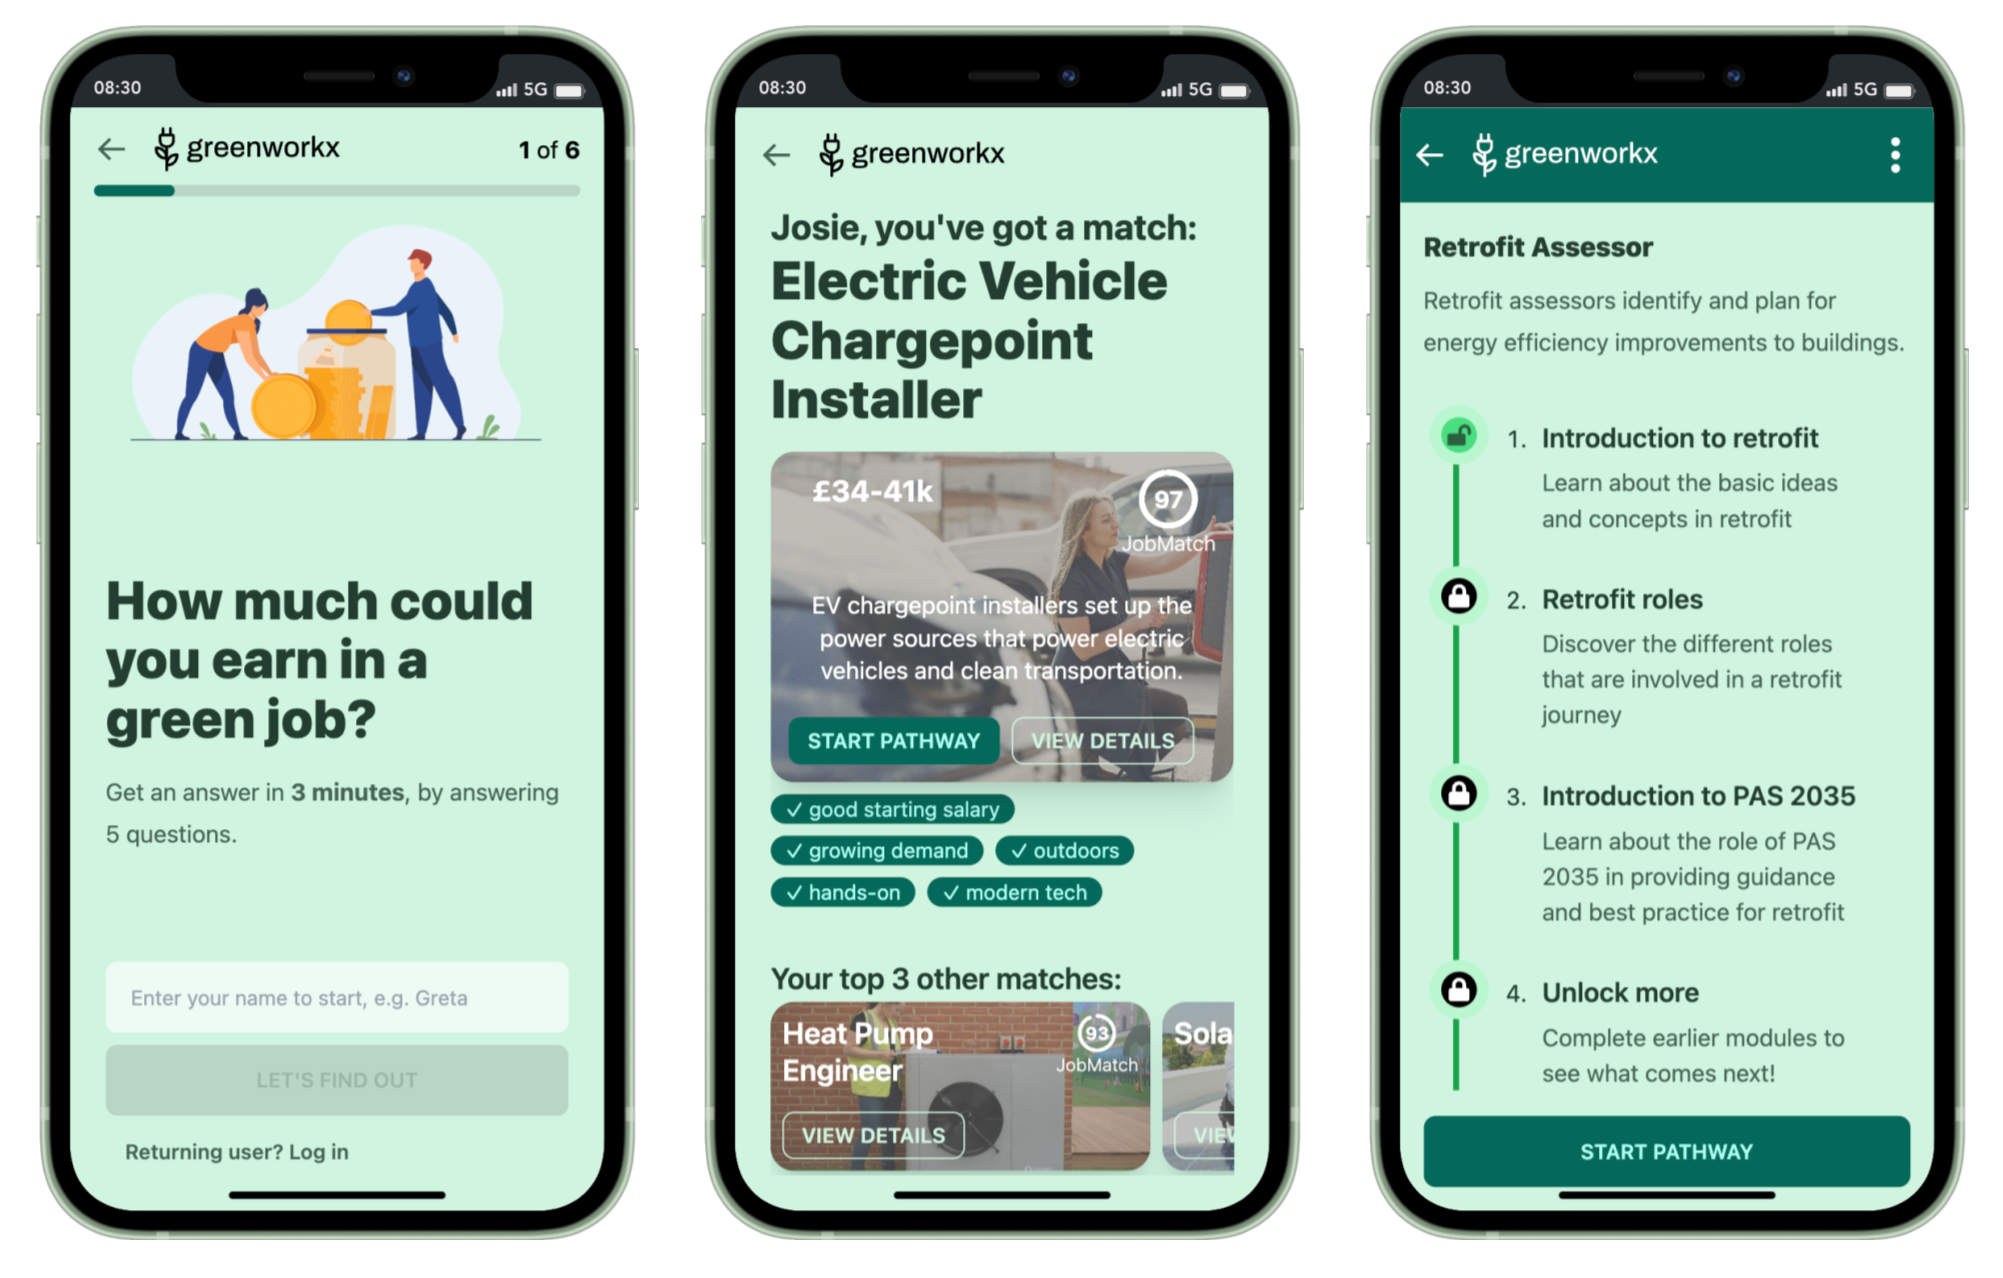 08:30
5G
greenworkx
1 of 6
How much could
you earn in a
green job?
Get an answer in 3 minutes, by answering
5 questions.
Enter your name to start, e.g. Greta
LET'S FIND OUT
Returning user? Log in
08:30
5G
greenworkx
Josie, you've got a match:
Electric Vehicle
Chargepoint
Installer
£34-41k
97
JobMatch
EV chargepoint installers set up the
power sources that power electric
vehicles and clean transportation.
START PATHWAY
VIEW DETAILS
good starting salary
growing demand
outdoors
hands-on
modern tech
Your top 3 other matches:
Heat Pump
Engineer
93
JobMatch
VIEW DETAILS
Sola
VIE
08:30
5G
greenworkx
Retrofit Assessor
Retrofit assessors identify and plan for
energy efficiency improvements to buildings.
1. Introduction to retrofit
Learn about the basic ideas
and concepts in retrofit
2. Retrofit roles
Discover the different roles
that are involved in a retrofit
journey
3. Introduction to PAS 2035
Learn about the role of PAS
2035 in providing guidance
and best practice for retrofit
4. Unlock more
Complete earlier modules to
see what comes next!
START PATHWAY